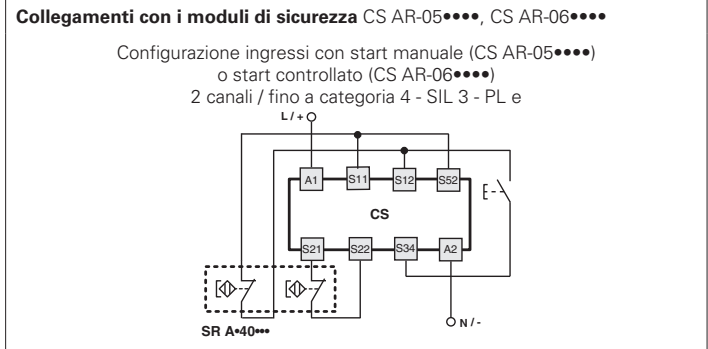 Collegamenti con i moduli di sicurezza CS AR-05••••, CS AR-06••••
Configurazione ingressi con start manuale (CS AR-05••••)
o start controllato (CS AR-06••••)
2 canali / fino a categoria 4 - SIL 3 - PL e
L / +
A1 S11 S12 S52
CS
S21 S22 S34 A2
SR A•40•••
N / -